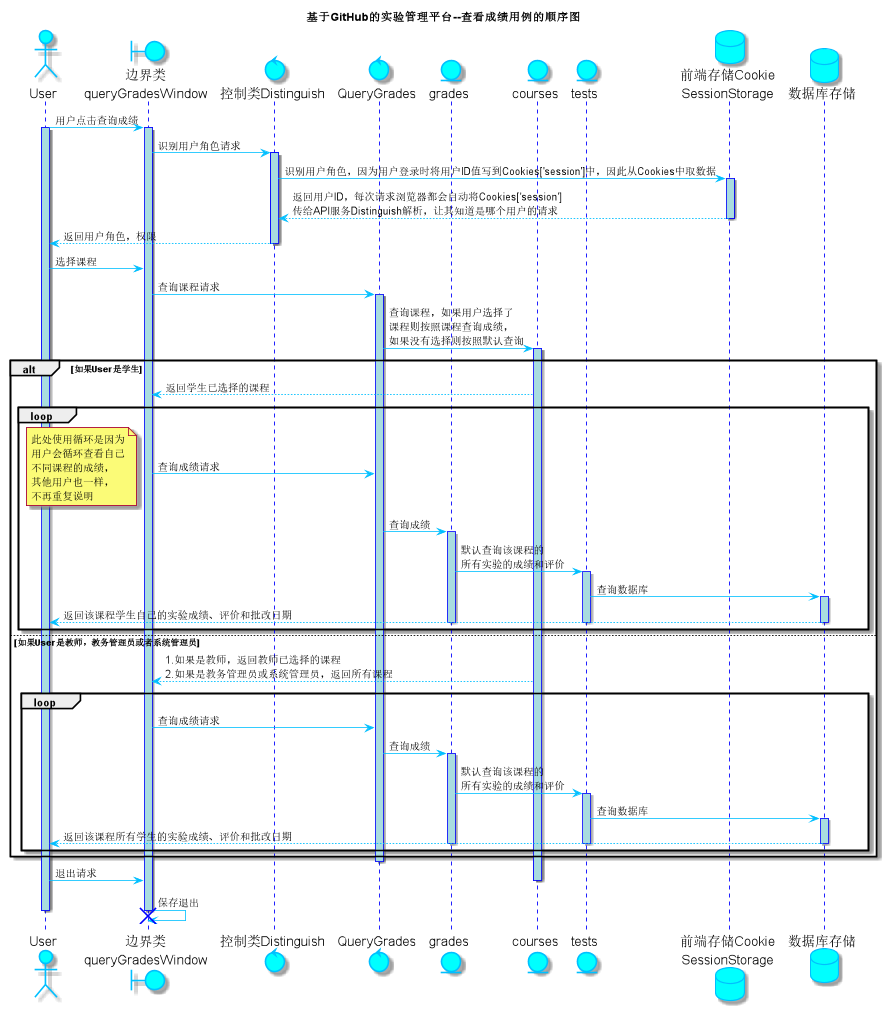 基于GitHub的实验管理平台--查看成绩用例的顺序图
User
边界类
queryGradesWindow
控制类Distinguish
QueryGrades
grades
courses
tests
前端存储Cookie
SessionStorage
数据库存储
用户点击查询成绩
识别用户角色请求
识别用户角色，因为用户登录时将用户ID值写到Cookies['session']中，因此从Cookies中取数据
返回用户ID，每次请求浏览器都会自动将Cookies['session']
传给API服务Distinguish解析，让其知道是哪个用户的请求
返回用户角色，权限
选择课程
查询课程请求
查询课程，如果用户选择了
课程则按照课程查询成绩，
如果没有选择则按照默认查询
alt
[如果User是学生]
返回学生已选择的课程
loop
此处使用循环是因为
用户会循环查看自己
不同课程的成绩，
其他用户也一样，
不再重复说明
查询成绩请求
查询成绩
默认查询该课程的
所有实验的成绩和评价
查询数据库
返回该课程学生自己的实验成绩、评价和批改日期
[如果User是教师，教务管理员或者系统管理员]
1.如果是教师，返回教师已选择的课程
2.如果是教务管理员或系统管理员，返回所有课程
loop
查询成绩请求
查询成绩
默认查询该课程的
所有实验的成绩和评价
查询数据库
返回该课程所有学生的实验成绩、评价和批改日期
退出请求
保存退出
User
边界类
queryGradesWindow
控制类Distinguish
QueryGrades
grades
courses
tests
前端存储Cookie
SessionStorage
数据库存储